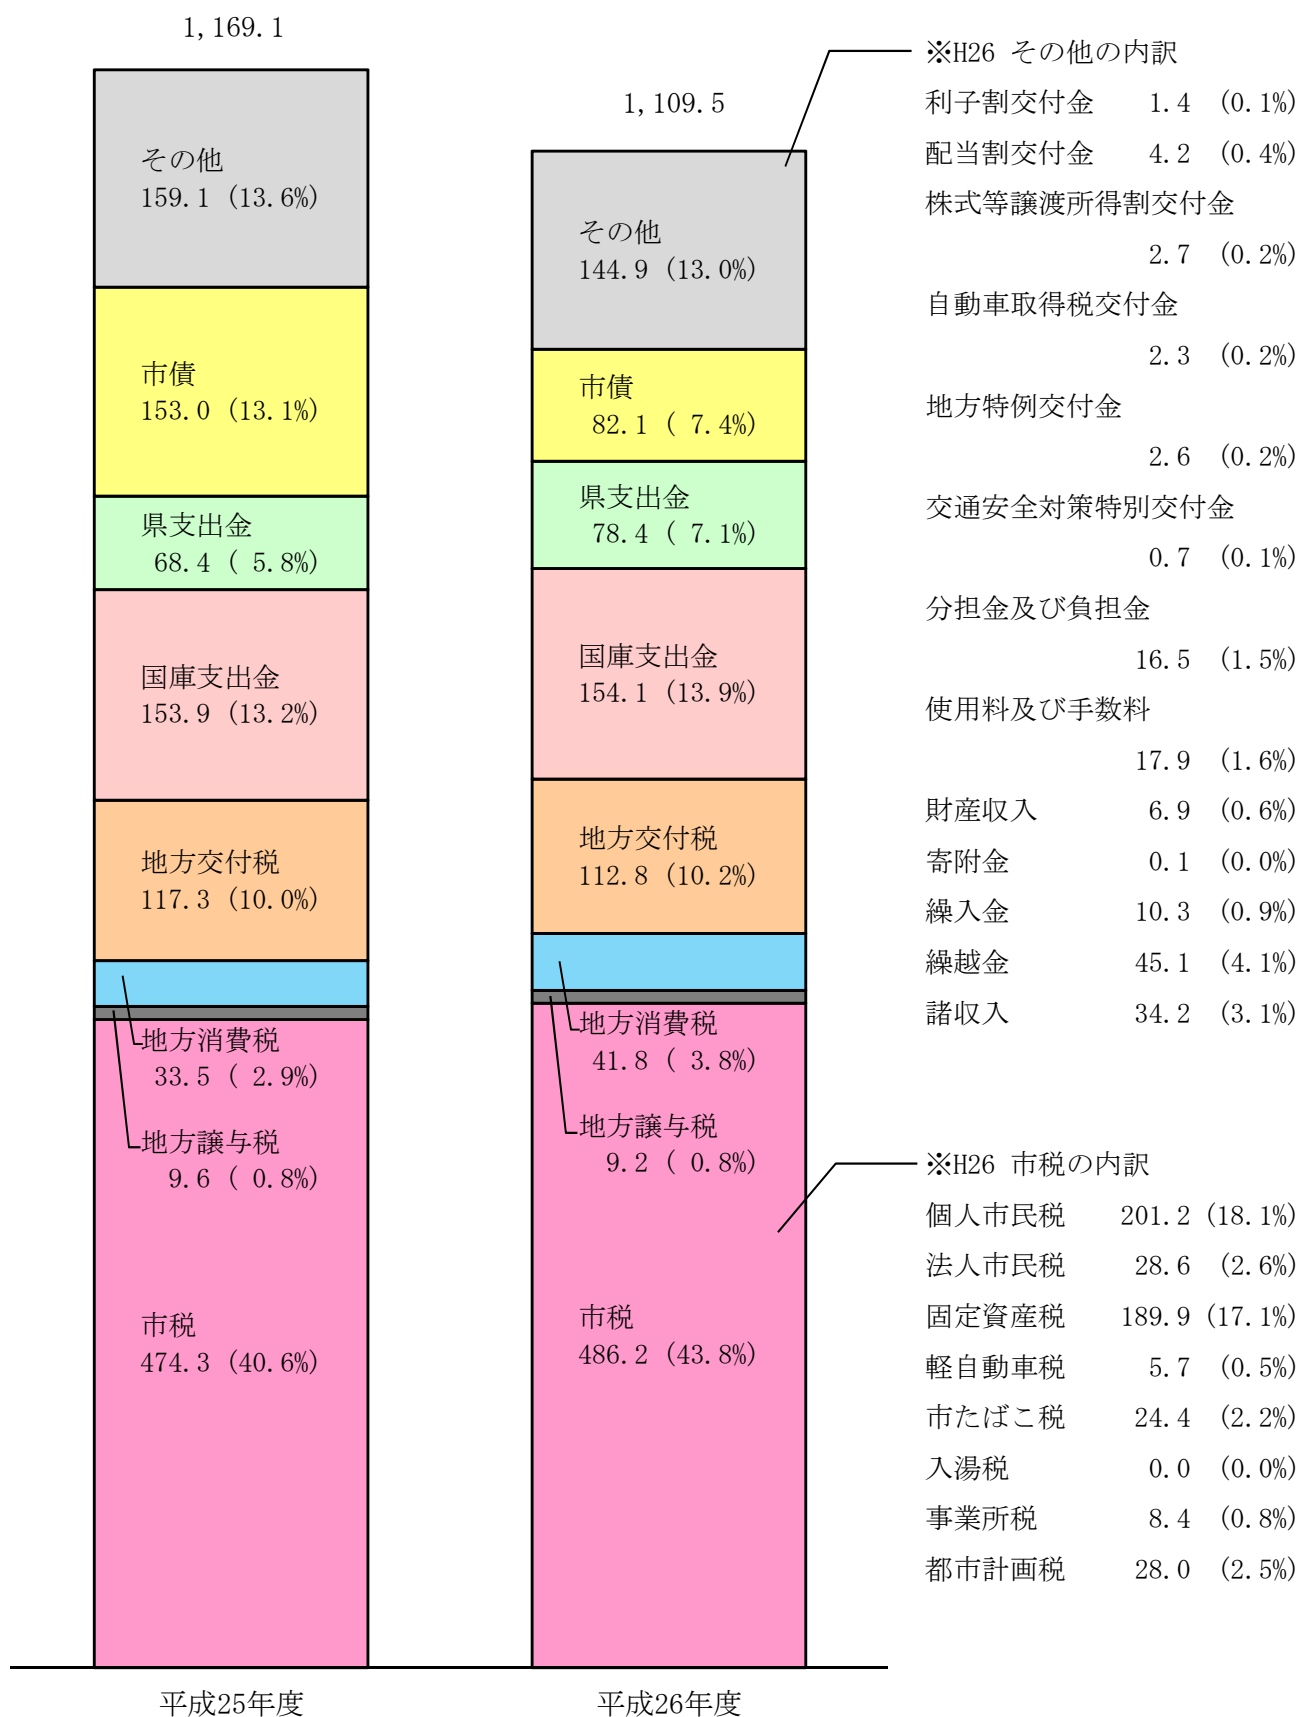 1,169.1
その他
159.1 (13.6%)
市債
153.0 (13.1%)
県支出金
68.4 ( 5.8%)
国庫支出金
153.9 (13.2%)
地方交付税
117.3 (10.0%)
地方消費税
33.5 ( 2.9%)
地方譲与税
9.6 ( 0.8%)
市税
474.3 (40.6%)
平成25年度
1,109.5
その他
144.9 (13.0%)
市債
82.1 ( 7.4%)
県支出金
78.4 ( 7.1%)
国庫支出金
154.1 (13.9%)
地方交付税
112.8 (10.2%)
地方消費税
41.8 ( 3.8%)
地方譲与税
9.2 ( 0.8%)
市税
486.2 (43.8%)
平成26年度
※H26 その他の内訳
利子割交付金 1.4 (0.1%)
配当割交付金 4.2 (0.4%)
株式等譲渡所得割交付金
2.7 (0.2%)
自動車取得税交付金
2.3 (0.2%)
地方特例交付金
2.6 (0.2%)
交通安全対策特別交付金
0.7 (0.1%)
分担金及び負担金
16.5 (1.5%)
使用料及び手数料
17.9 (1.6%)
財産収入 6.9 (0.6%)
寄附金 0.1 (0.0%)
繰入金 10.3 (0.9%)
繰越金 45.1 (4.1%)
諸収入 34.2 (3.1%)
※H26 市税の内訳
個人市民税 201.2 (18.1%)
法人市民税 28.6 (2.6%)
固定資産税 189.9 (17.1%)
軽自動車税 5.7 (0.5%)
市たばこ税 24.4 (2.2%)
入湯税 0.0 (0.0%)
事業所税 8.4 (0.8%)
都市計画税 28.0 (2.5%)